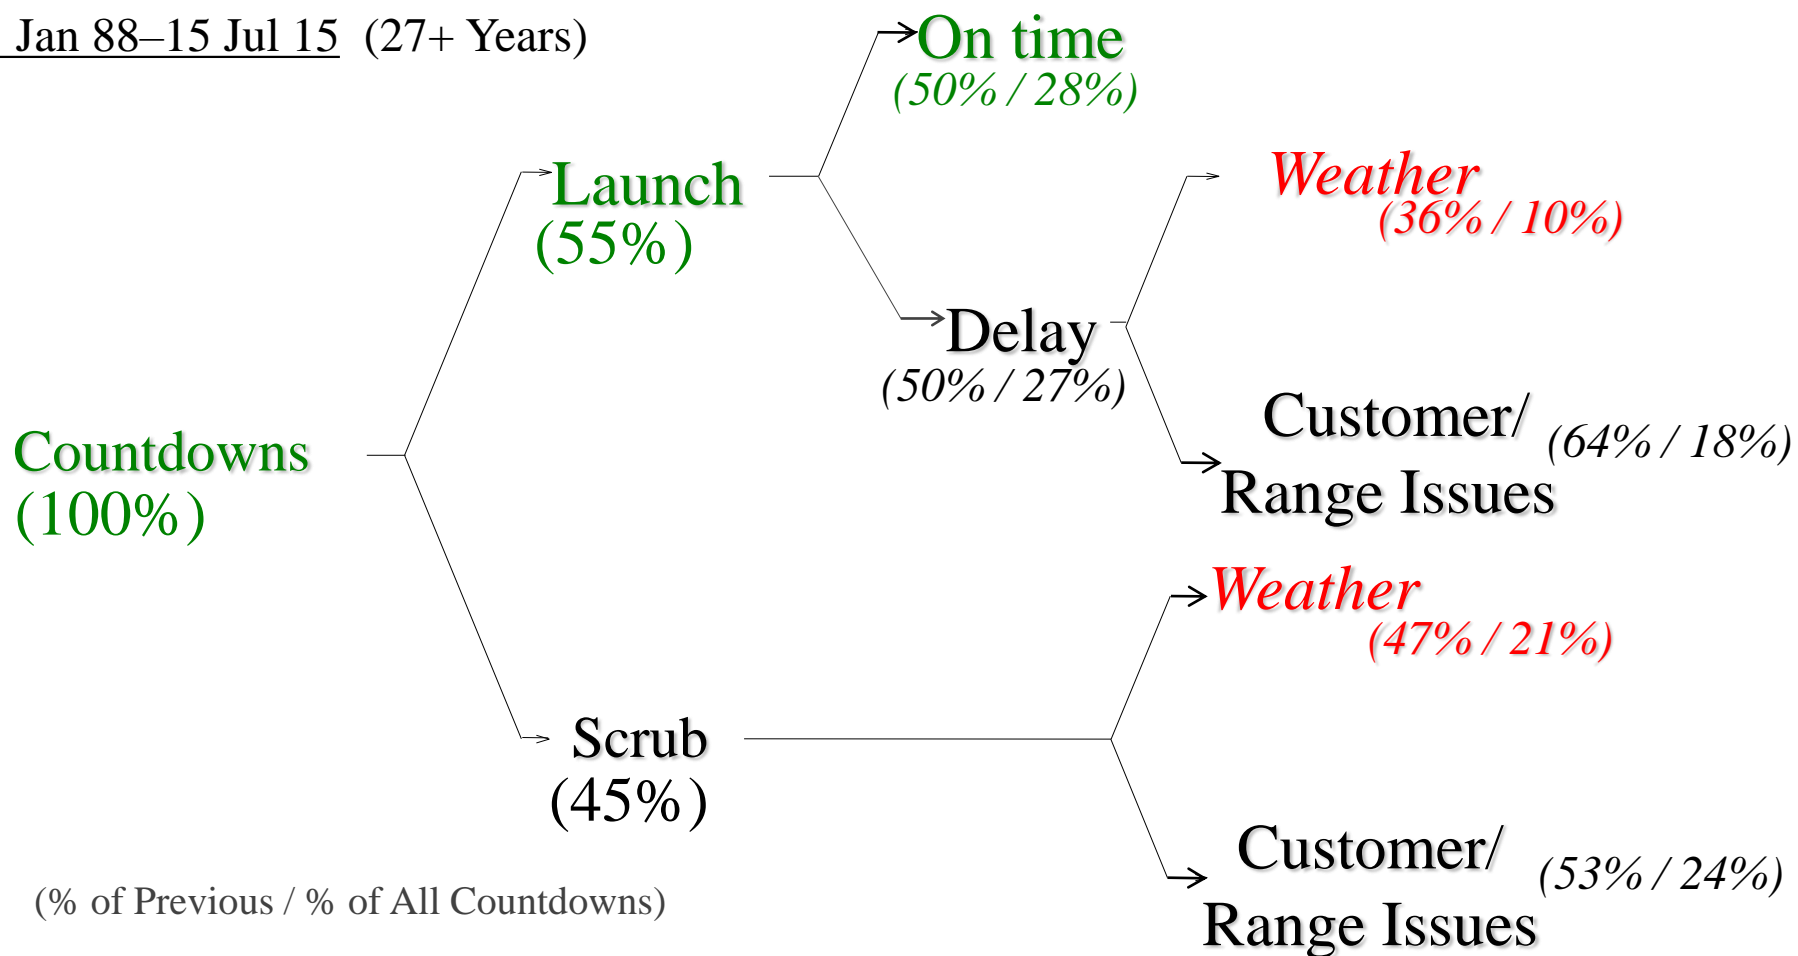 Jan 88–15 Jul 15 (27+ Years)
On time
(50% / 28%)
Launch
(55%)
Weather
(36% / 10%)
Delay
(50% / 27%)
Customer/ (64% / 18%)
Range Issues
Countdowns
(100%)
Weather
(47% / 21%)
Scrub
(45%)
Customer/ (53% / 24%)
Range Issues
(% of Previous / % of All Countdowns)